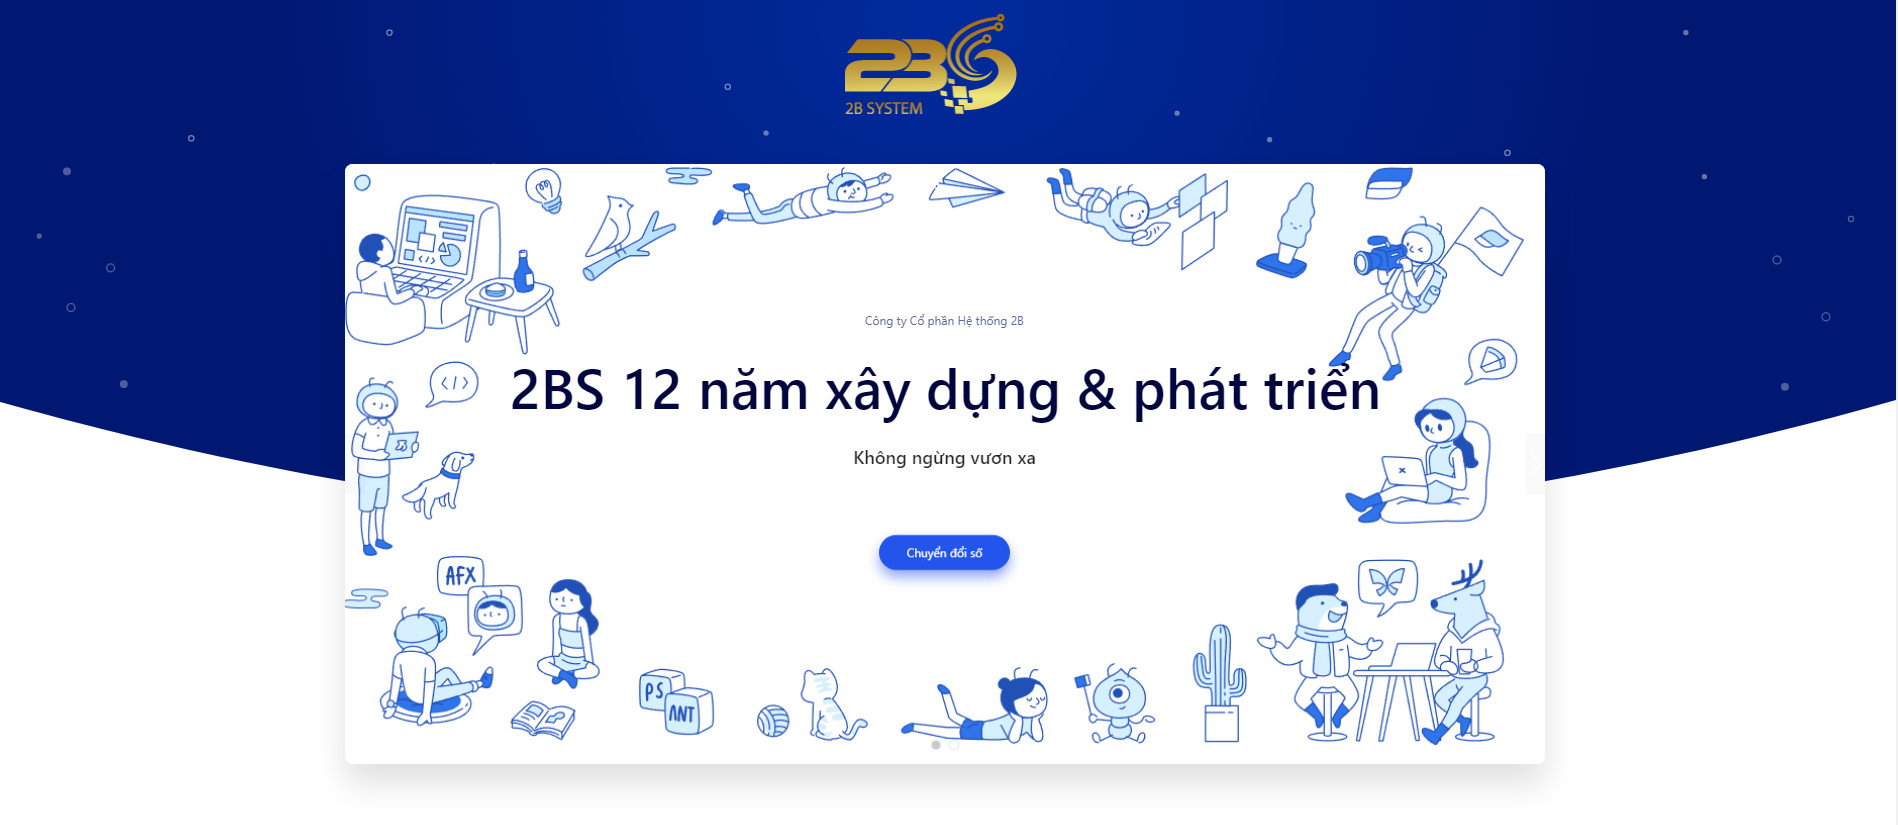 2BS
2B SYSTEM
Công ty Cổ phần Hệ thống 2B
2BS 12 năm xây dựng & phát triển
Không ngừng vươn xa
Chuyển đổi số
</>
</>
AFX
PS
ANT